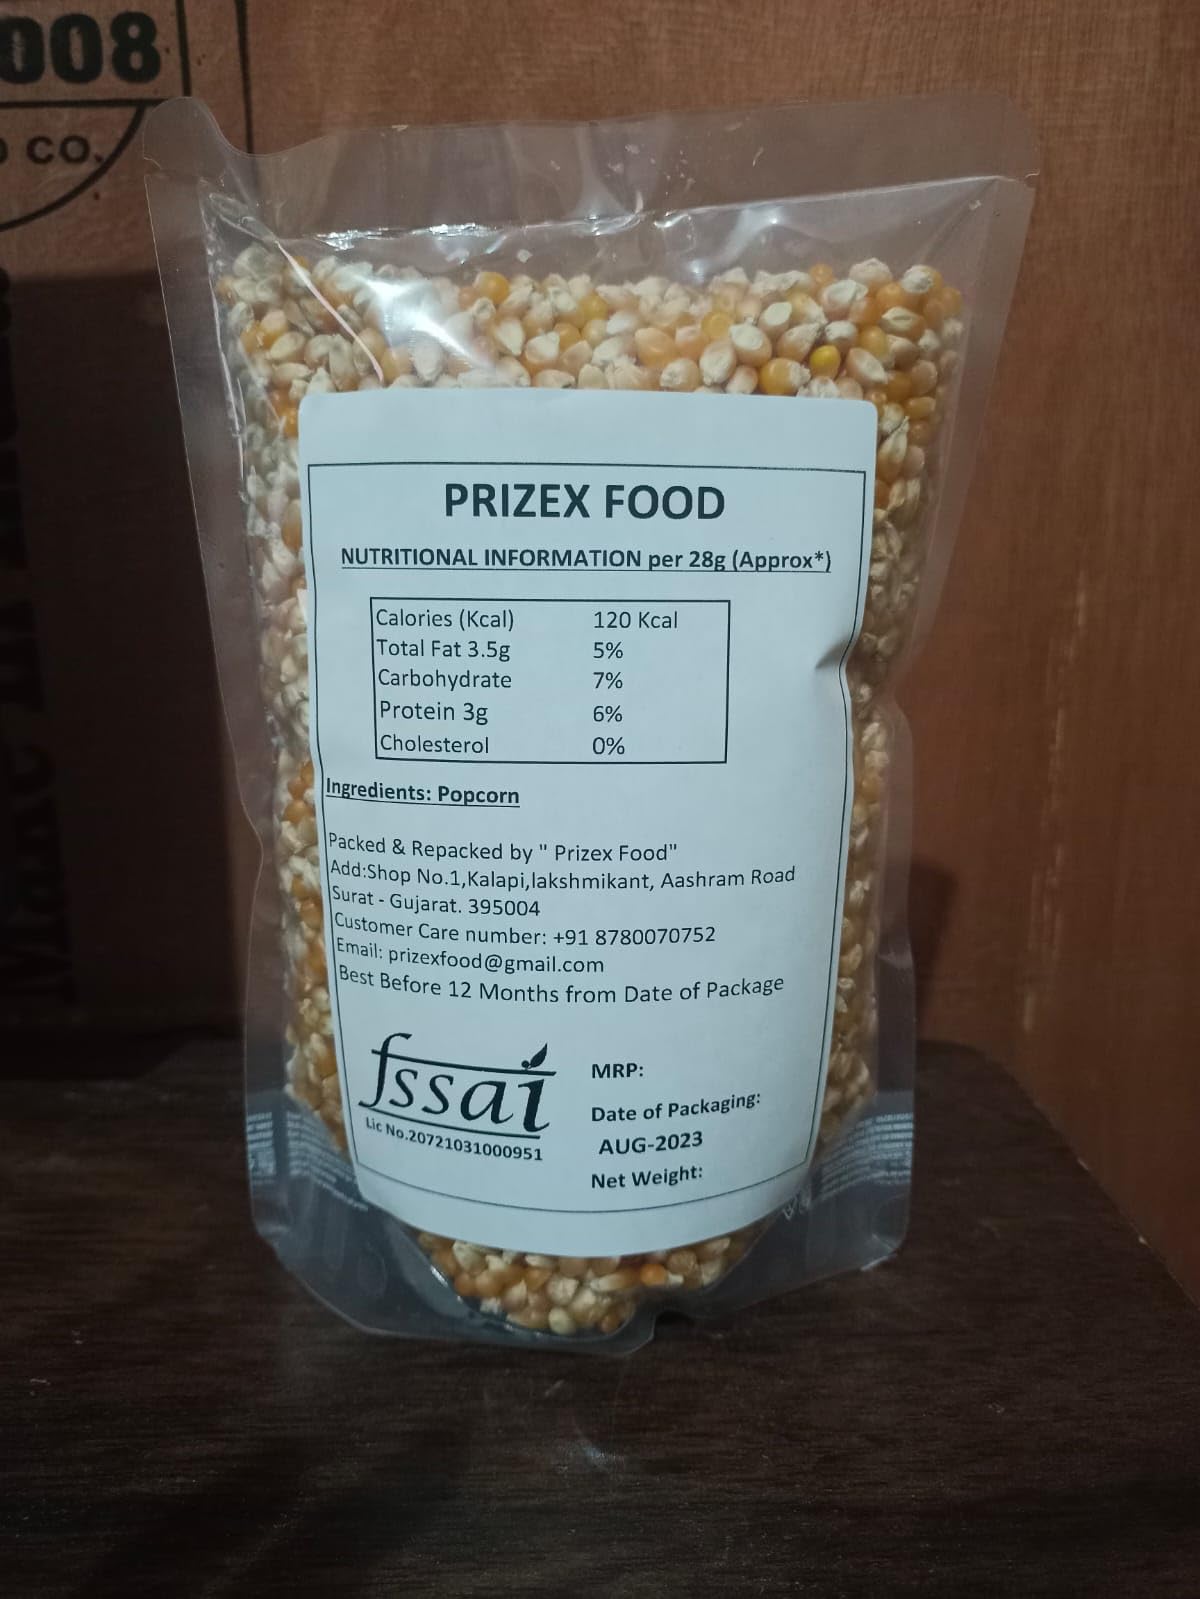 008
CO.
PRIZEX FOOD
NUTRITIONAL INFORMATION per 28g (Approx*)
Calories (Kcal) 120 Kcal
Total Fat 3.5g 5%
Carbohydrate 7%
Protein 3g 6%
Cholesterol 0%
Ingredients: Popcorn
Packed & Repacked by " Prizex Food"
Add:Shop No.1,Kalapi,lakshmikant, Aashram Road
Surat - Gujarat. 395004
Customer Care number: +91 8780070752
Email: prizexfood@gmail.com
Best Before 12 Months from Date of Package
fssai
Lic No.20721031000951
MRP:
Date of Packaging:
AUG-2023
Net Weight: